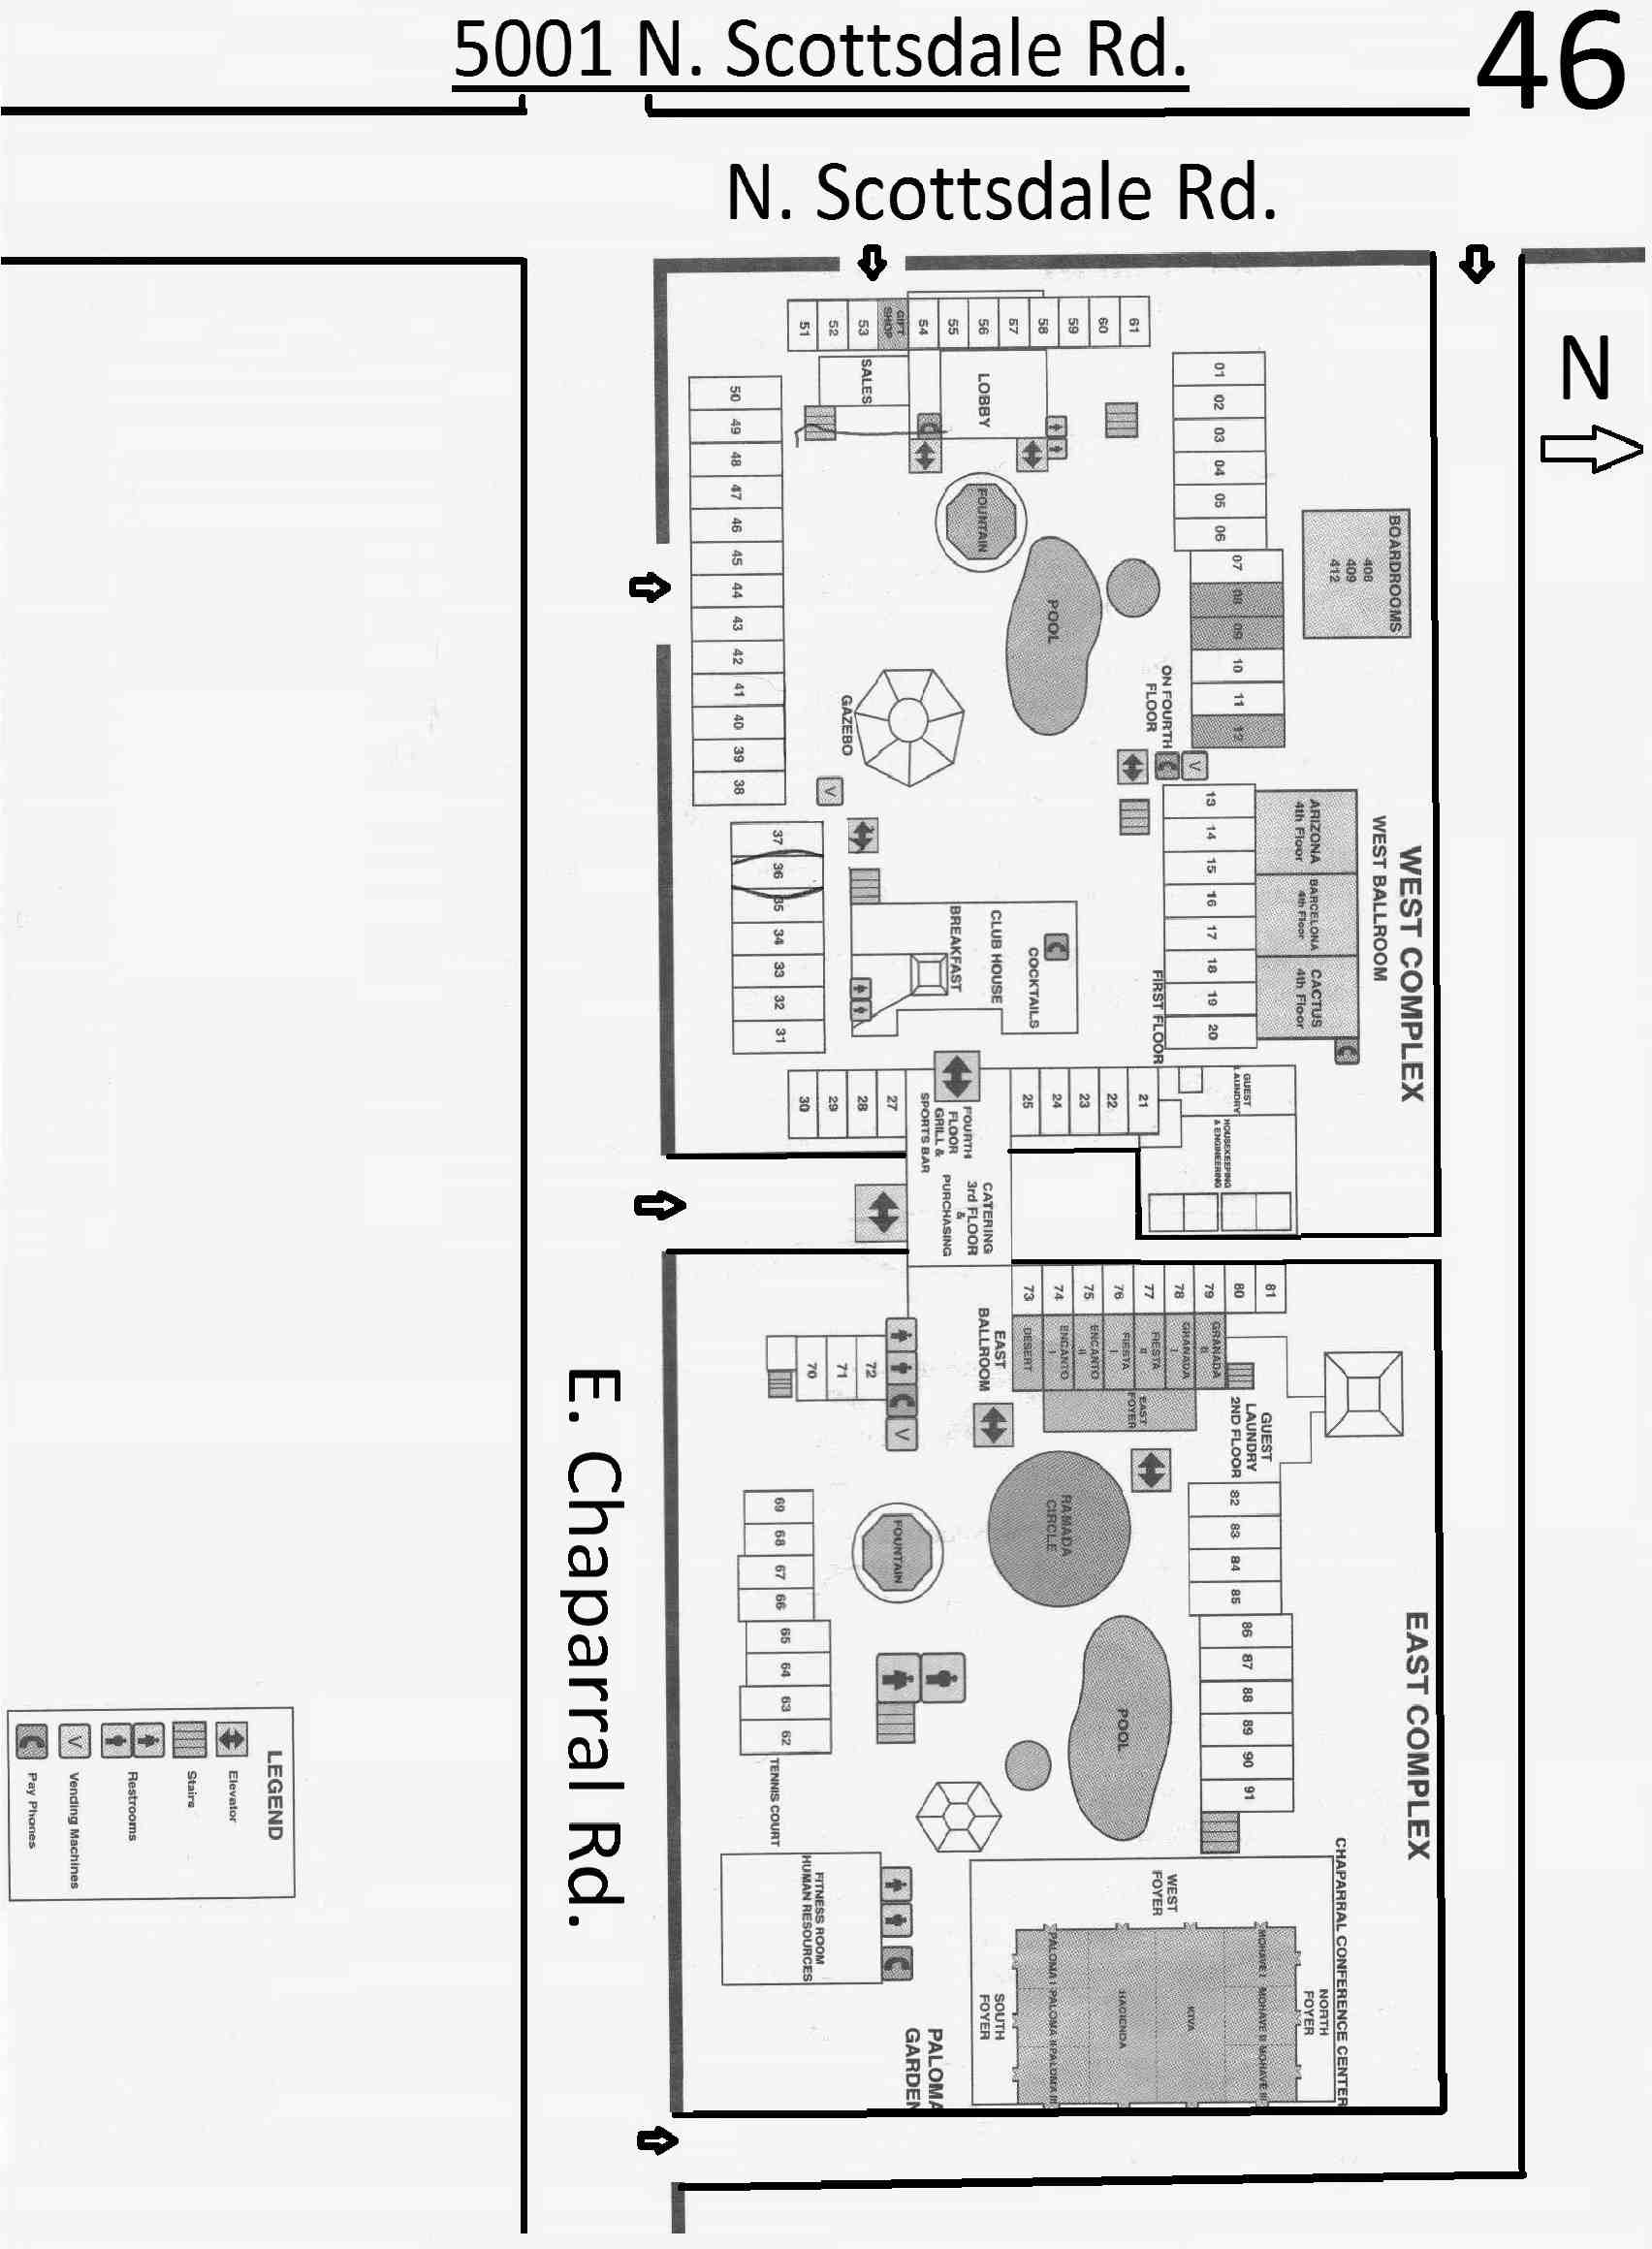 5001 N. Scottsdale Rd.
46
N. Scottsdale Rd.
N
51
52
53
GIFT SHOP
54
55
56
57
58
59
60
61
SALES
LOBBY
01
02
03
04
05
06
07
08
09
10
11
12
BOARDROOMS
408
409
412
50
49
48
47
46
45
44
43
42
41
40
39
38
FOUNTAIN
POOL
GAZEBO
ON FOURTH
FLOOR
V
V
13
14
15
16
17
18
19
20
ARIZONA
4th Floor
BARCELONA
4th Floor
CACTUS
4th Floor
WEST COMPLEX
WEST BALLROOM
FIRST FLOOR
37
36
35
34
33
32
31
COCKTAILS
CLUB HOUSE
BREAKFAST
30
29
28
27
25
24
23
22
21
GUEST
LAUNDRY
HOUSEKEEPING
& ENGINEERING
FOURTH
FLOOR
GRILL &
SPORTS BAR
CATERING
3rd FLOOR
&
PURCHASING
E. Chaparral Rd.
EAST COMPLEX
EAST
BALLROOM
73
74
75
76
77
78
79
80
81
DESERT
ENCANTO
I
ENCANTO
II
FIESTA
I
FIESTA
II
GRANADA
I
GRANADA
II
EAST
FOYER
GUEST
LAUNDRY
2ND FLOOR
70
71
72
V
69
68
67
66
65
64
63
62
FOUNTAIN
RAMADA
CIRCLE
82
83
84
85
86
87
88
89
90
91
POOL
TENNIS COURT
FITNESS ROOM
HUMAN RESOURCES
CHAPARRAL CONFERENCE CENTER
WEST
FOYER
NORTH
FOYER
SOUTH
FOYER
MOHAVE I
MOHAVE II
MOHAVE III
KIVA
HACIENDA
PALOMA I
PALOMA II
PALOMA III
PALOMA
GARDEN
LEGEND
Elevator
Stairs
Restrooms
V
Vending Machines
Pay Phones